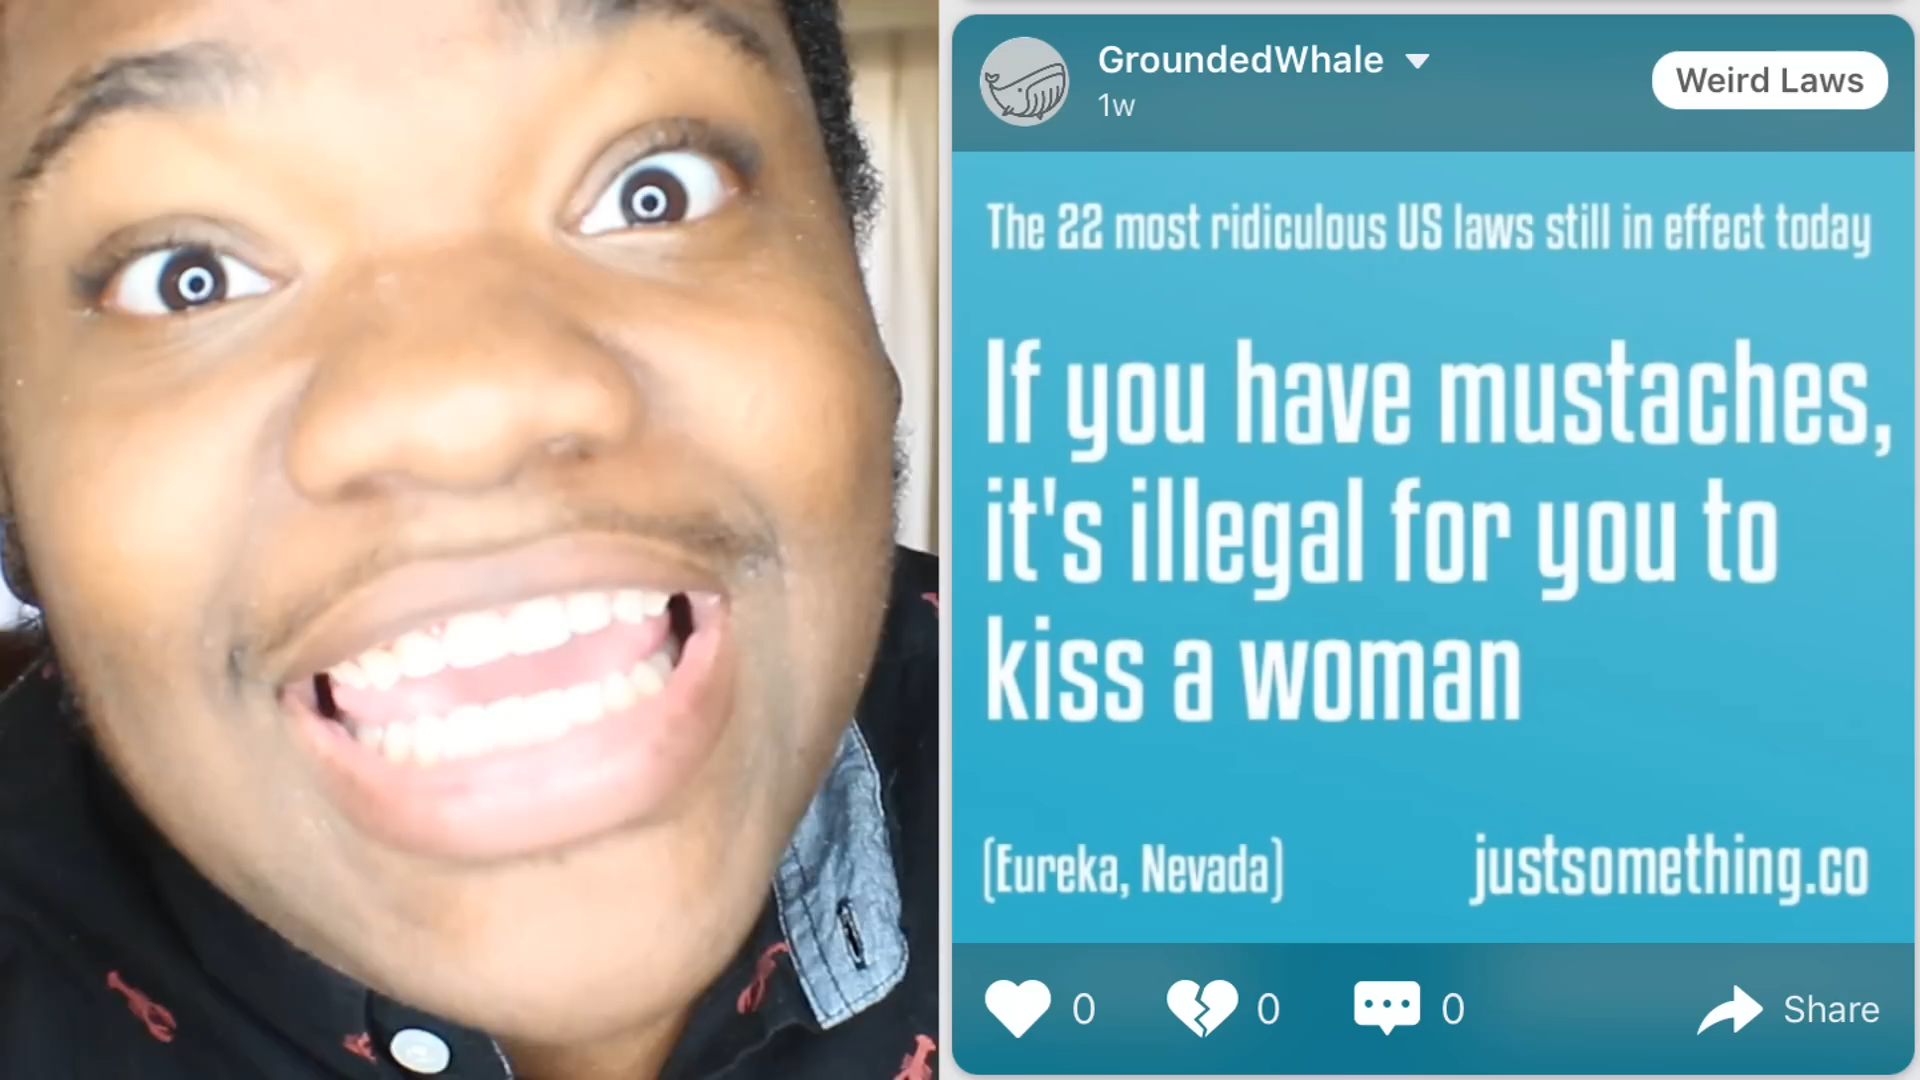 GroundedWhale
1w
Weird Laws
The 22 most ridiculous US laws still in effect today
If you have mustaches,
it's illegal for you to
kiss a woman
(Eureka, Nevada)
justsomething.co
0
0
0
Share